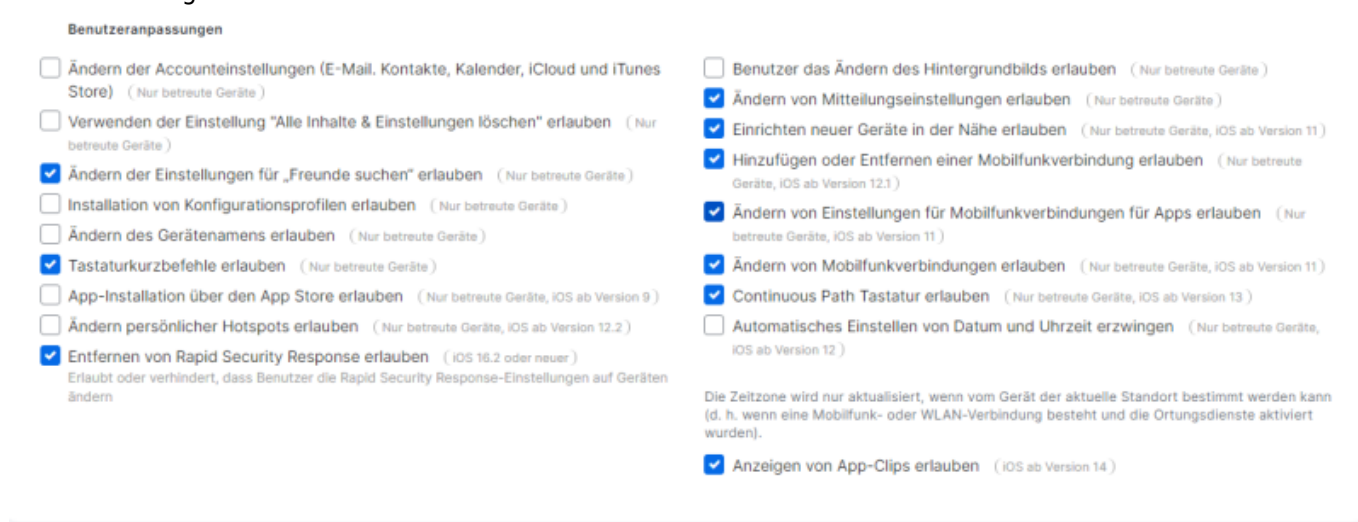 Benutzeranpassungen
Ändern der Accounteinstellungen (E-Mail. Kontakte, Kalender, iCloud und iTunes
Store) ( Nur betreute Geräte )
Verwenden der Einstellung "Alle Inhalte & Einstellungen löschen" erlauben ( Nur
betreute Geräte )
Ändern der Einstellungen für „Freunde suchen" erlauben ( Nur betreute Geräte )
Installation von Konfigurationsprofilen erlauben ( Nur betreute Geräte )
Ändern des Gerätenamens erlauben ( Nur betreute Geräte )
Tastaturkurzbefehle erlauben ( Nur betreute Geräte )
App-Installation über den App Store erlauben ( Nur betreute Geräte, iOS ab Version 9 )
Ändern persönlicher Hotspots erlauben ( Nur betreute Geräte, iOS ab Version 12.2 )
Entfernen von Rapid Security Response erlauben ( iOS 16.2 oder neuer )
Erlaubt oder verhindert, dass Benutzer die Rapid Security Response-Einstellungen auf Geräten
ändern
Benutzer das Ändern des Hintergrundbilds erlauben ( Nur betreute Geräte )
Ändern von Mitteilungseinstellungen erlauben ( Nur betreute Geräte )
Einrichten neuer Geräte in der Nähe erlauben ( Nur betreute Geräte, iOS ab Version 11 )
Hinzufügen oder Entfernen einer Mobilfunkverbindung erlauben ( Nur betreute
Geräte, iOS ab Version 12.1 )
Ändern von Einstellungen für Mobilfunkverbindungen für Apps erlauben ( Nur
betreute Geräte, iOS ab Version 11 )
Ändern von Mobilfunkverbindungen erlauben ( Nur betreute Geräte, iOS ab Version 11 )
Continuous Path Tastatur erlauben ( Nur betreute Geräte, iOS ab Version 13 )
Automatisches Einstellen von Datum und Uhrzeit erzwingen ( Nur betreute Geräte,
iOS ab Version 12 )
Die Zeitzone wird nur aktualisiert, wenn vom Gerät der aktuelle Standort bestimmt werden kann
(d. h. wenn eine Mobilfunk- oder WLAN-Verbindung besteht und die Ortungsdienste aktiviert
wurden).
Anzeigen von App-Clips erlauben ( iOS ab Version 14 )